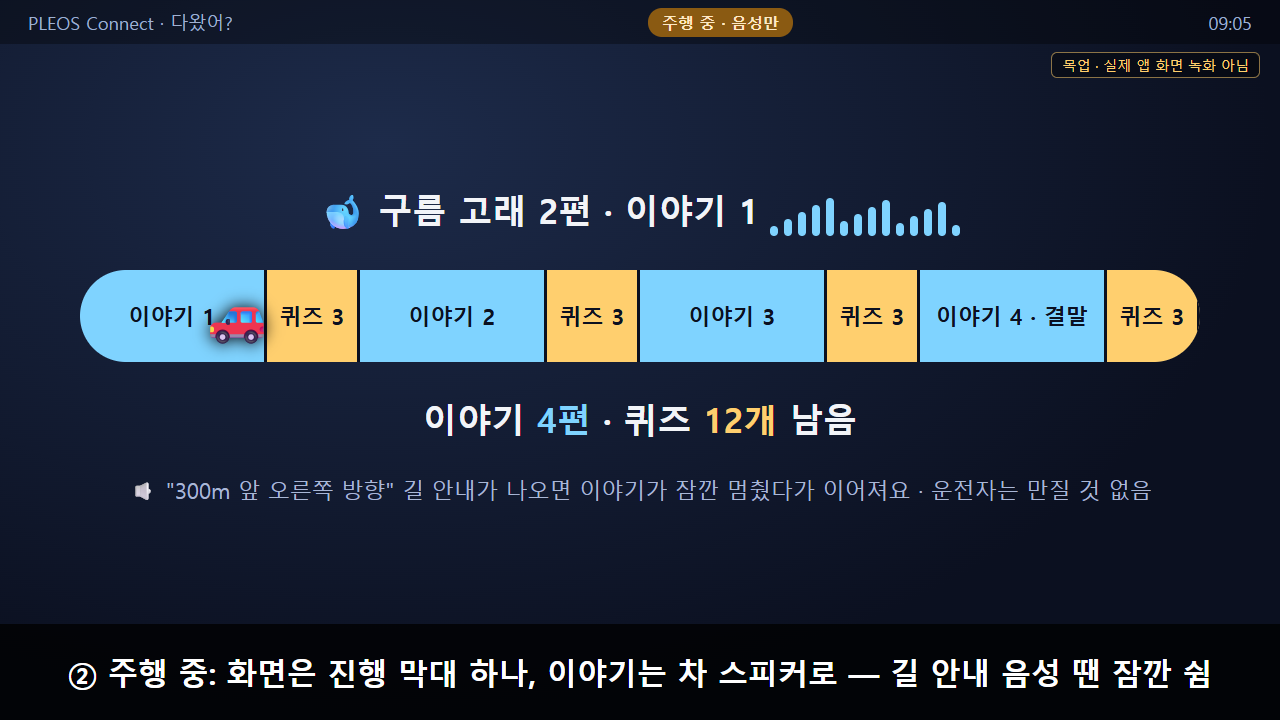 PLEOS Connect · 다왔어?
주행 중 · 음성만
09:05
목업 · 실제 앱 화면 녹화 아님
구름 고래 2편 · 이야기 1
이야기 1
퀴즈 3
이야기 2
퀴즈 3
이야기 3
퀴즈 3
이야기 4 · 결말
퀴즈 3
이야기 4편 · 퀴즈 12개 남음
"300m 앞 오른쪽 방향" 길 안내가 나오면 이야기가 잠깐 멈췄다가 이어져요 · 운전자는 만질 것 없음
② 주행 중: 화면은 진행 막대 하나, 이야기는 차 스피커로 — 길 안내 음성 땐 잠깐 쉼